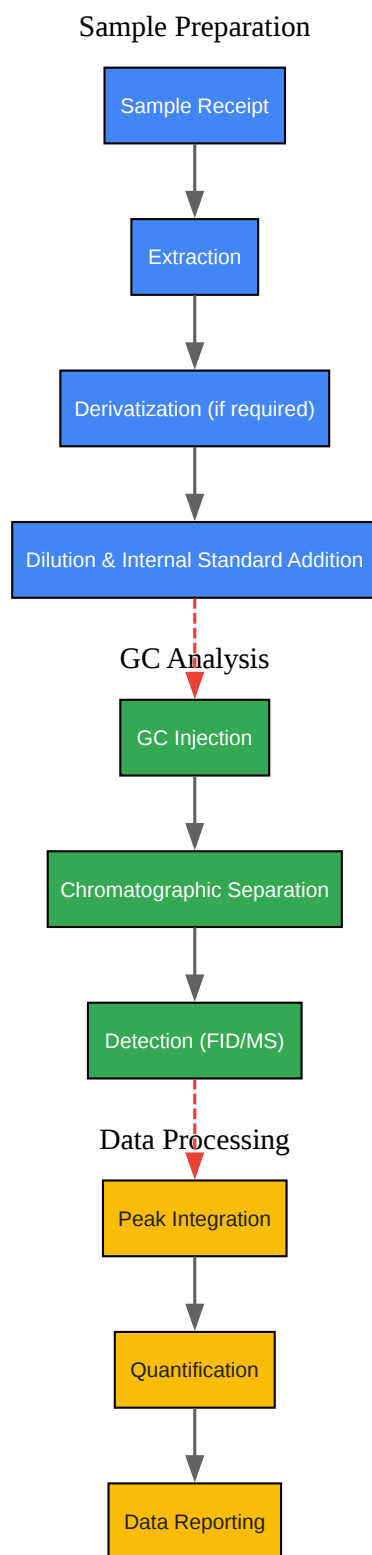 Sample Preparation
Sample Receipt
Extraction
Derivatization (if required)
Dilution & Internal Standard Addition
GC Analysis
GC Injection
Chromatographic Separation
Detection (FID/MS)
Data Processing
Peak Integration
Quantification
Data Reporting